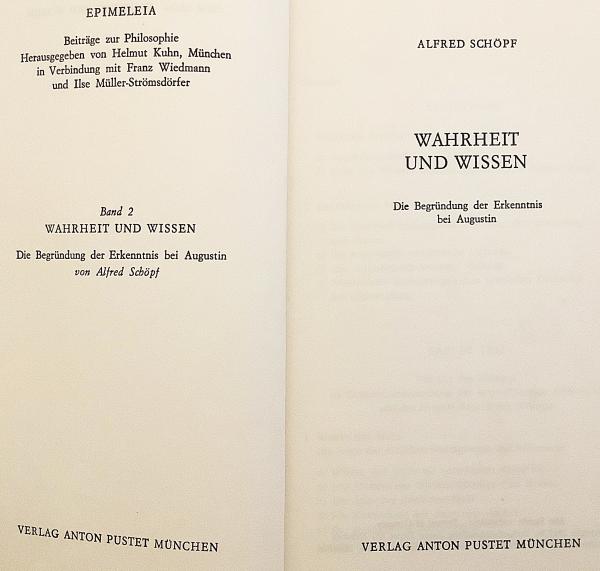 EPIMELEIA
Beiträge zur Philosophie
Herausgegeben von Helmut Kuhn, München
in Verbindung mit Franz Wiedmann
und Ilse Müller-Strömsdörfer
Band 2
WAHRHEIT UND WISSEN
Die Begründung der Erkenntnis bei Augustin
von Alfred Schöpf
VERLAG ANTON PUSTET MÜNCHEN
ALFRED SCHÖPF
WAHRHEIT
UND WISSEN
Die Begründung der Erkenntnis
bei Augustin
VERLAG ANTON PUSTET MÜNCHEN